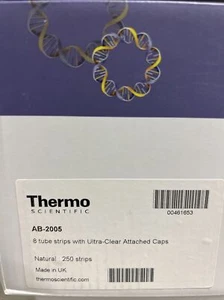 00461653
Thermo
SCIENTIFIC
AB-2005
8 tube strips with Ultra-Clear Attached Caps
Natural 250 strips
Made in UK
thermoscientific.com